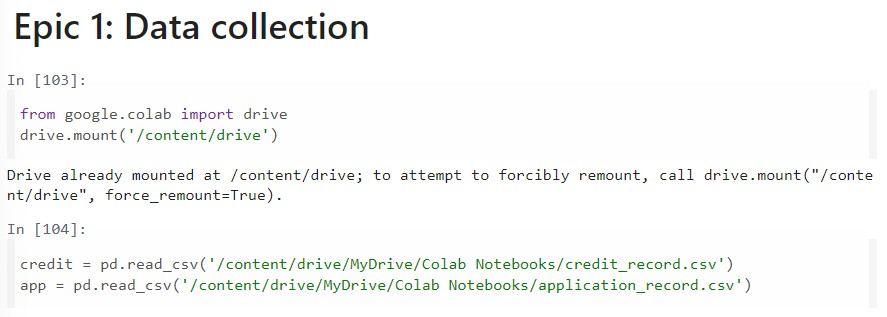 Epic 1: Data collection
In [103]:
from google.colab import drive
drive.mount('/content/drive')
Drive already mounted at /content/drive; to attempt to forcibly remount, call drive.mount("/conte
nt/drive", force_remount=True).
In [104]:
credit = pd.read_csv('/content/drive/MyDrive/Colab Notebooks/credit_record.csv')
app = pd.read_csv('/content/drive/MyDrive/Colab Notebooks/application_record.csv')